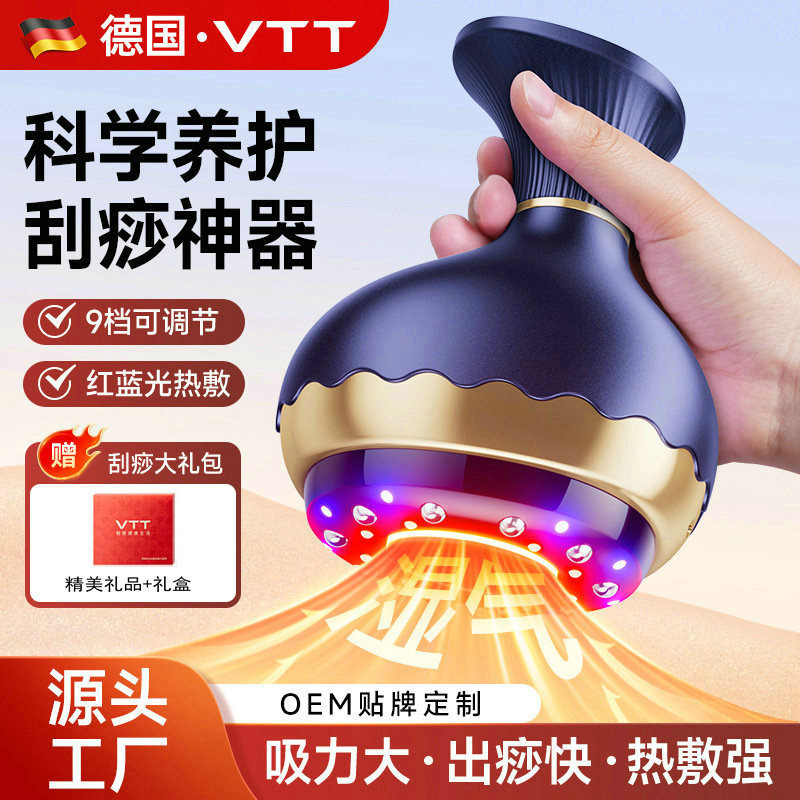 德国·VTT
科学养护
刮痧神器
9档可调节
红蓝光热敷
赠
刮痧大礼包
VTT
精美礼品+礼盒
湿气
源头
工厂
OEM贴牌定制
吸力大·出痧快·热敷强